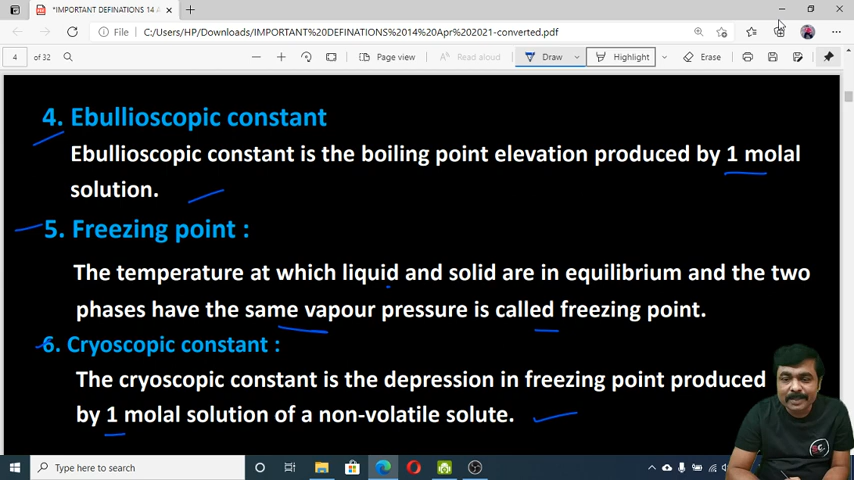 *IMPORTANT DEFINATIONS 14 A
File
C:/Users/HP/Downloads/IMPORTANT%20DEFINATIONS%2014%20Apr%202021-converted.pdf
4 of 32
Page view
Read aloud
Draw
Highlight
Erase
4. Ebullioscopic constant
Ebullioscopic constant is the boiling point elevation produced by 1 molal
solution.
5. Freezing point :
The temperature at which liquid and solid are in equilibrium and the two
phases have the same vapour pressure is called freezing point.
6. Cryoscopic constant :
The cryoscopic constant is the depression in freezing point produced
by 1 molal solution of a non-volatile solute.
Type here to search